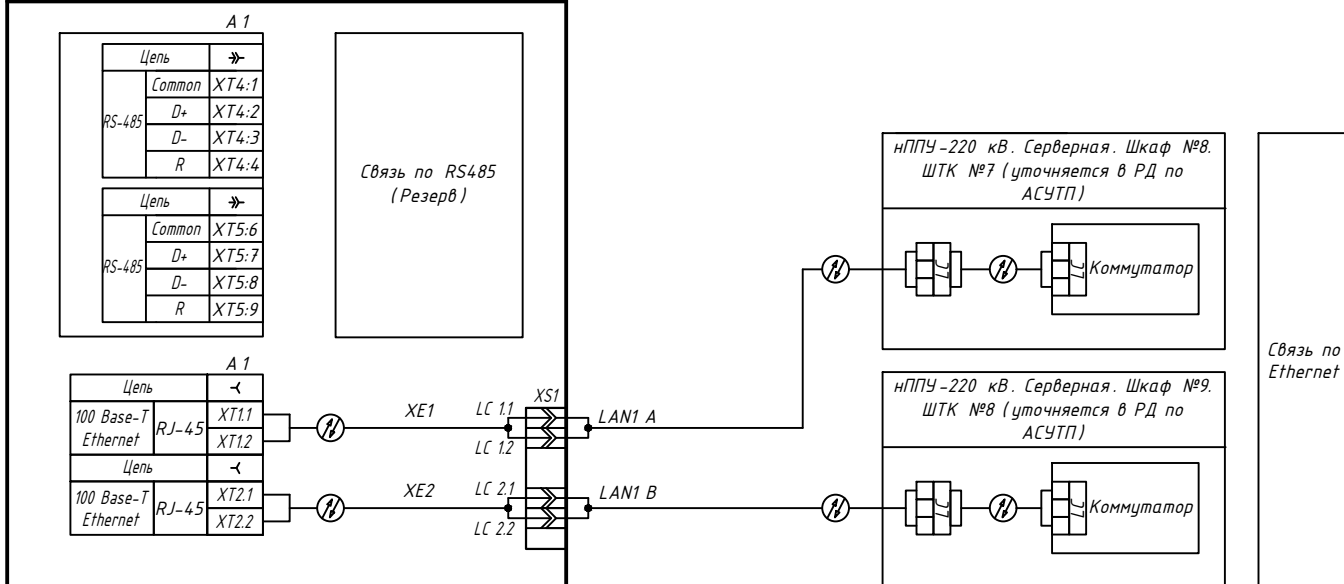 А1
Цепь
RS-485
Common XT4:1
D+ XT4:2
D- XT4:3
R XT4:4
Цепь
RS-485
Common XT5:6
D+ XT5:7
D- XT5:8
R XT5:9
Связь по RS485
(Резерв)
А1
Цепь
100 Base-T
Ethernet
RJ-45
XT1.1
XT1.2
Цепь
100 Base-T
Ethernet
RJ-45
XT2.1
XT2.2
XE1
LC 1.1
LC 1.2
XS1
LAN1 A
XE2
LC 2.1
LC 2.2
LAN1 B
нППУ-220 кВ. Серверная. Шкаф №8.
ШТК №7 (уточняется в РД по
АСУТП)
LC
LC
Коммутатор
нППУ-220 кВ. Серверная. Шкаф №9.
ШТК №8 (уточняется в РД по
АСУТП)
LC
LC
Коммутатор
Связь по
Ethernet